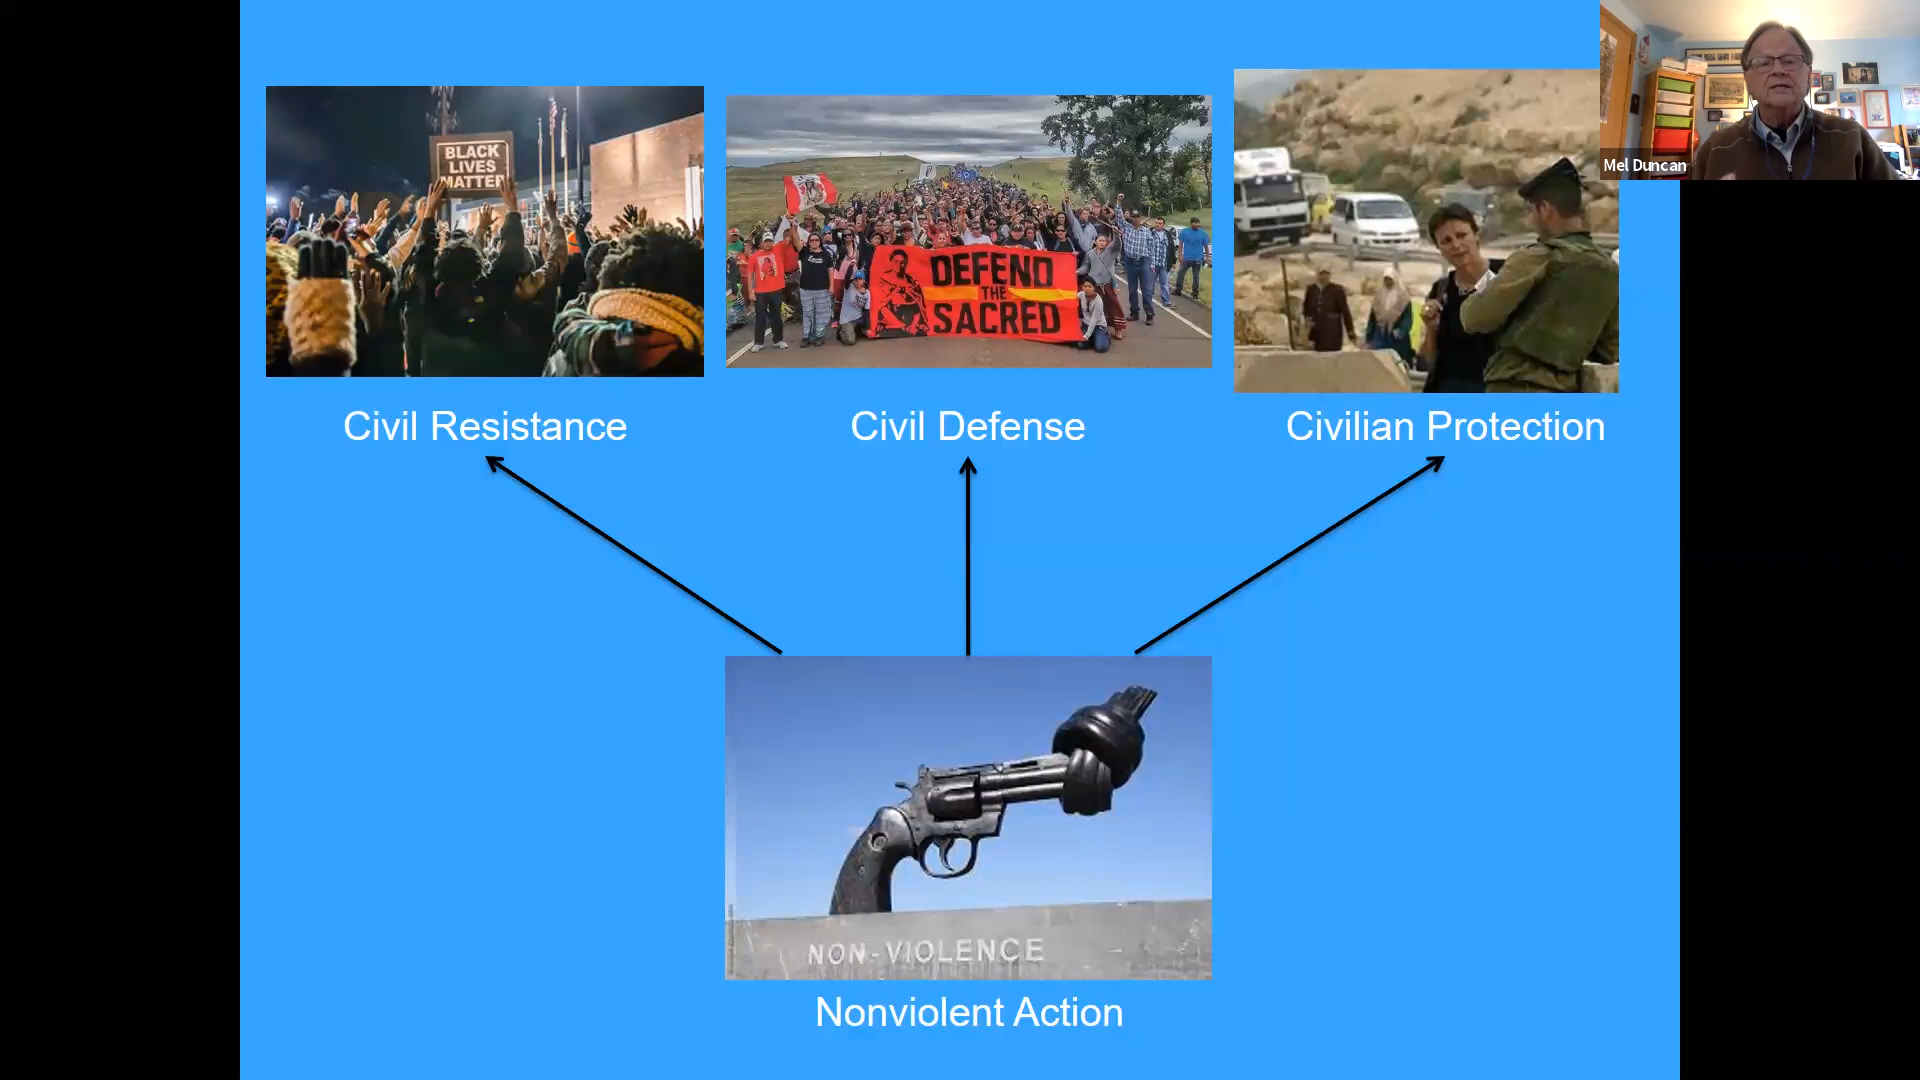 BLACK
LIVES
MATTER
DEFEND
THE
SACRED
Mel Duncan
Civil Resistance
Civil Defense
Civilian Protection
NON-VIOLENCE
Nonviolent Action